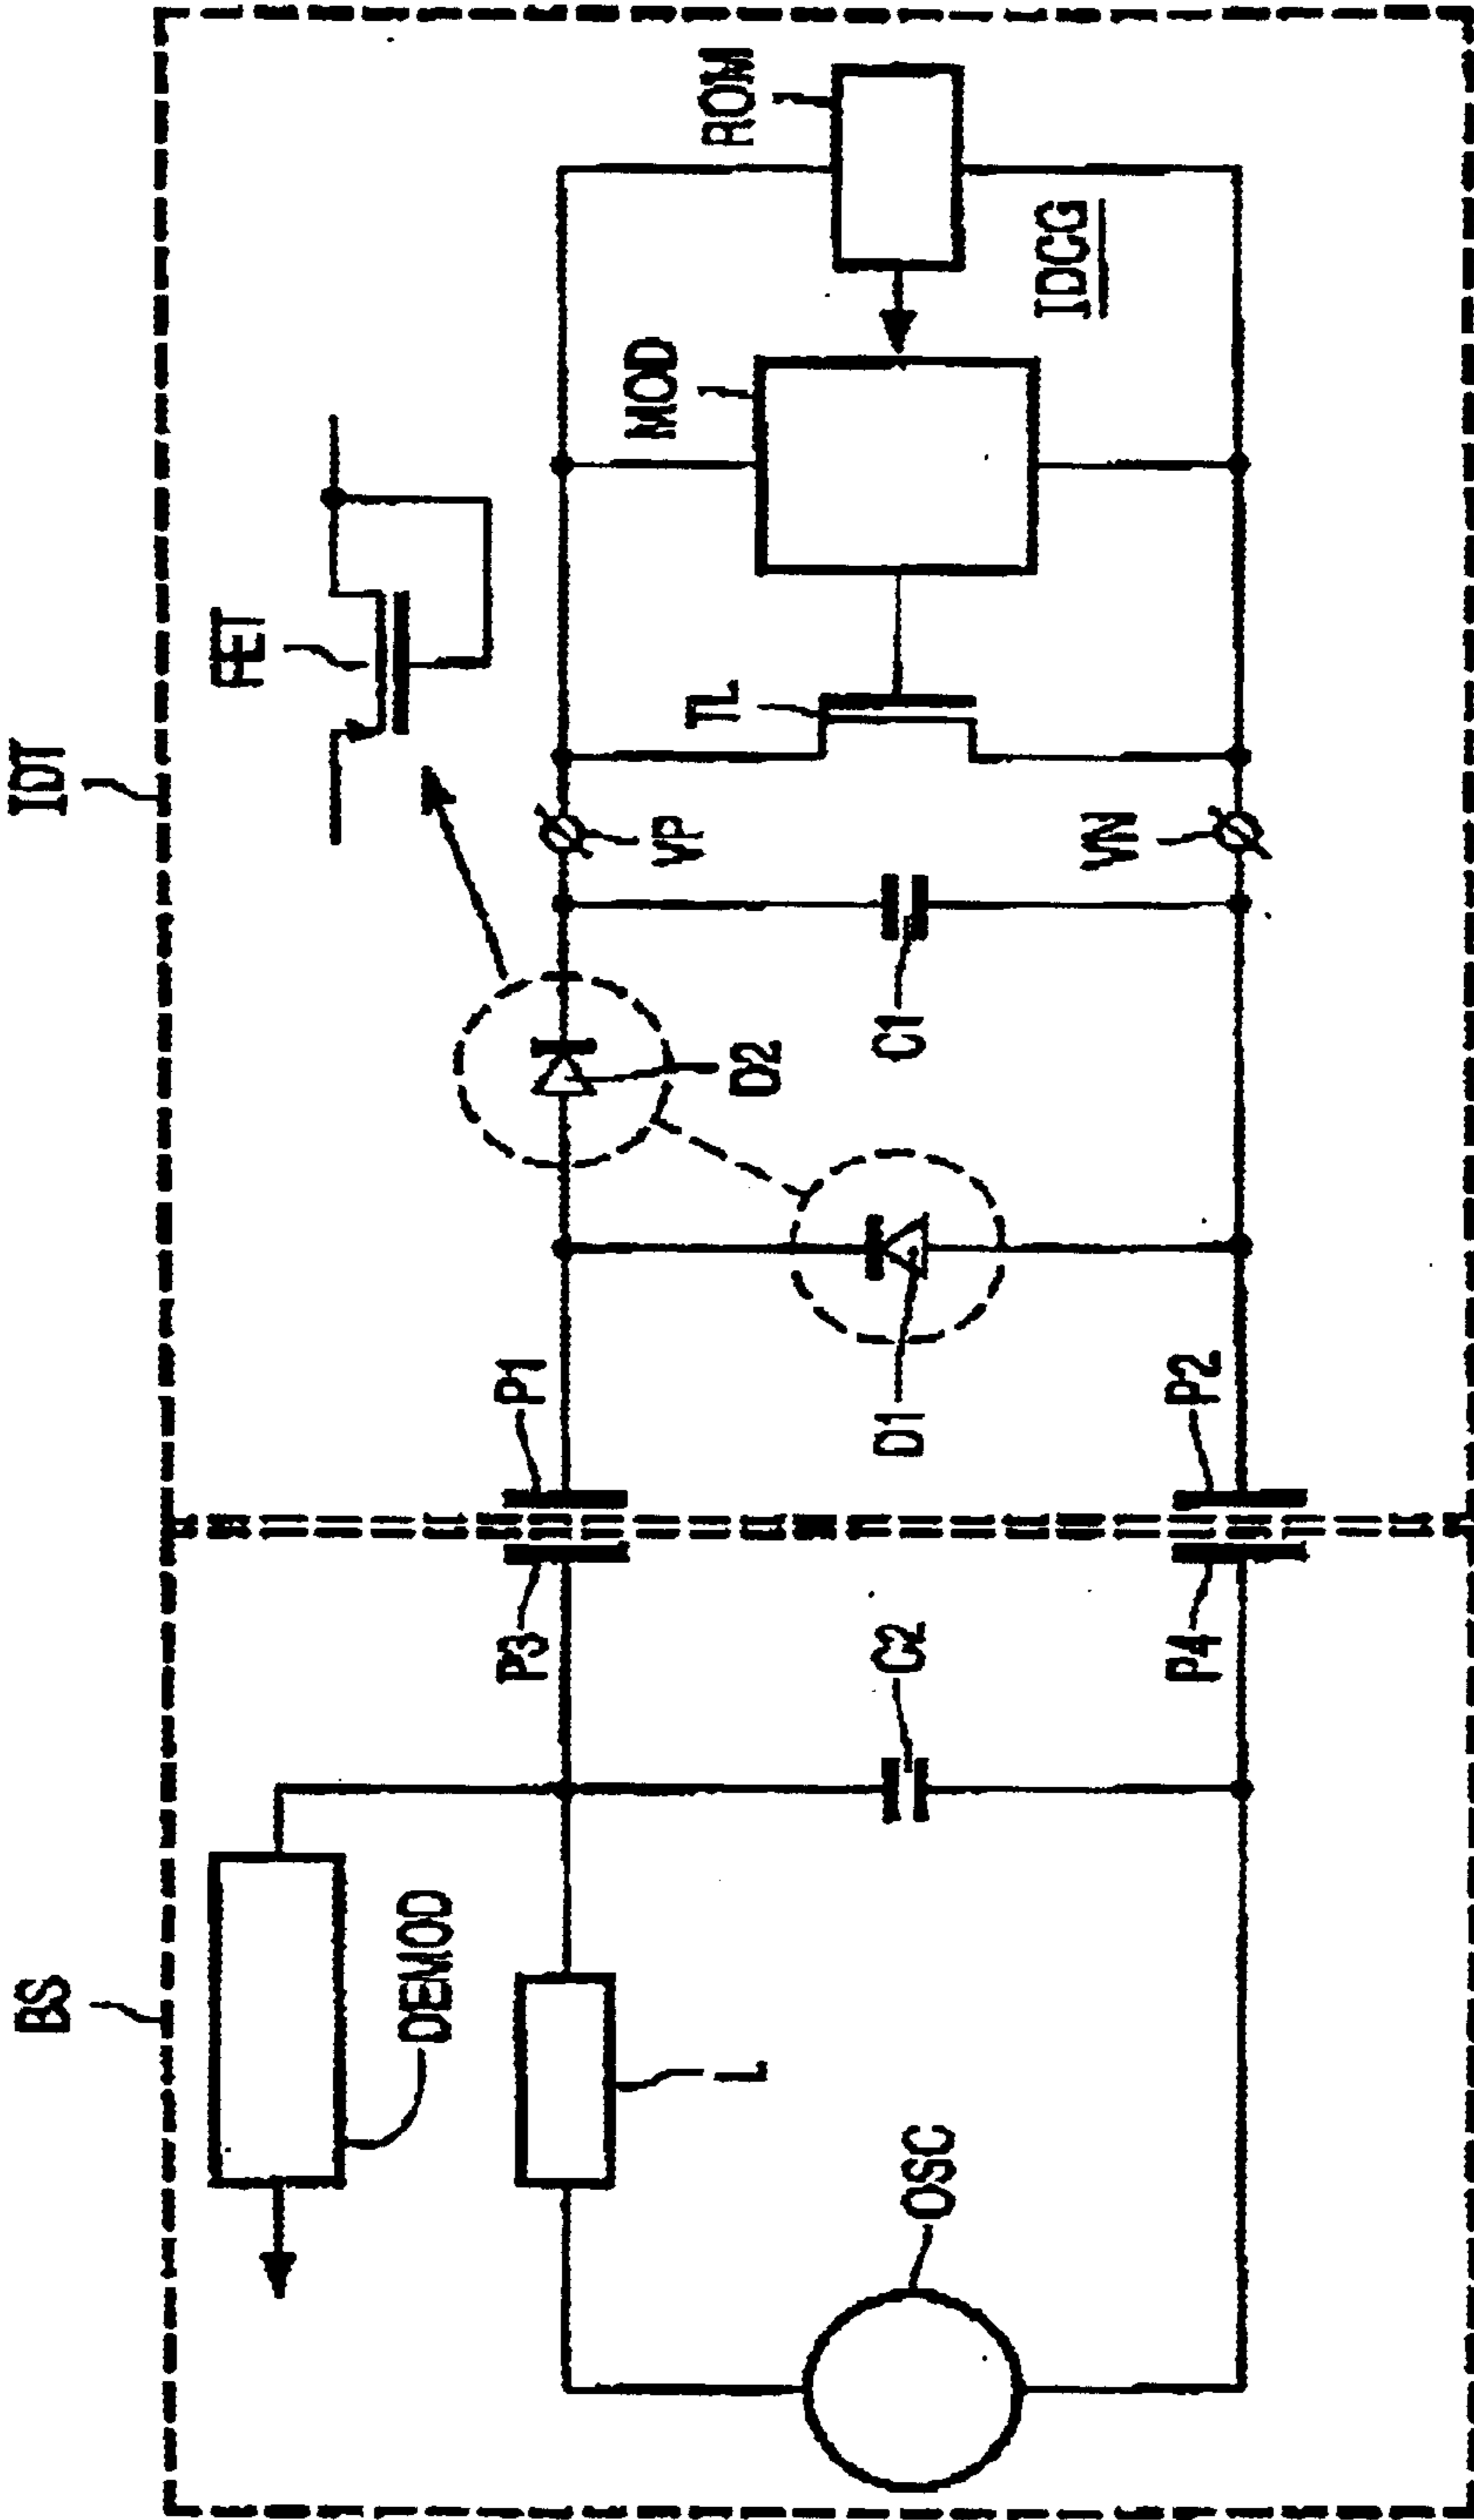 BS
IDT
DEMOD
FET
L
P3
P1
D2
VP
TL
MOD
ROM
OSC
C2
D1
C1
IDCG
P4
P2
VN